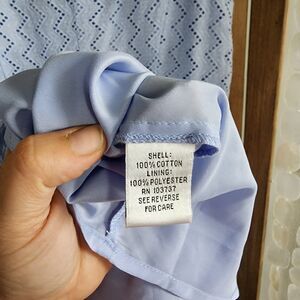 SHELL:
100% COTTON
LINING:
100% POLYESTER
RN 103737
SEE REVERSE
FOR CARE